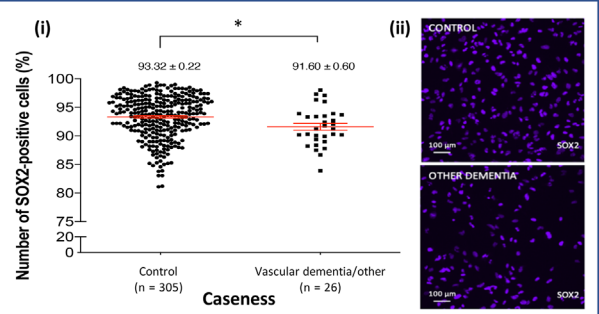 (i)
*
93.32 ± 0.22
91.60 ± 0.60
Number of SOX2-positive cells (%)
100
95
90
85
80
75
20
0
Control
(n = 305)
Vascular dementia/other
(n = 26)
Caseness
(ii)
CONTROL
100 µm
SOX2
OTHER DEMENTIA
100 µm
SOX2